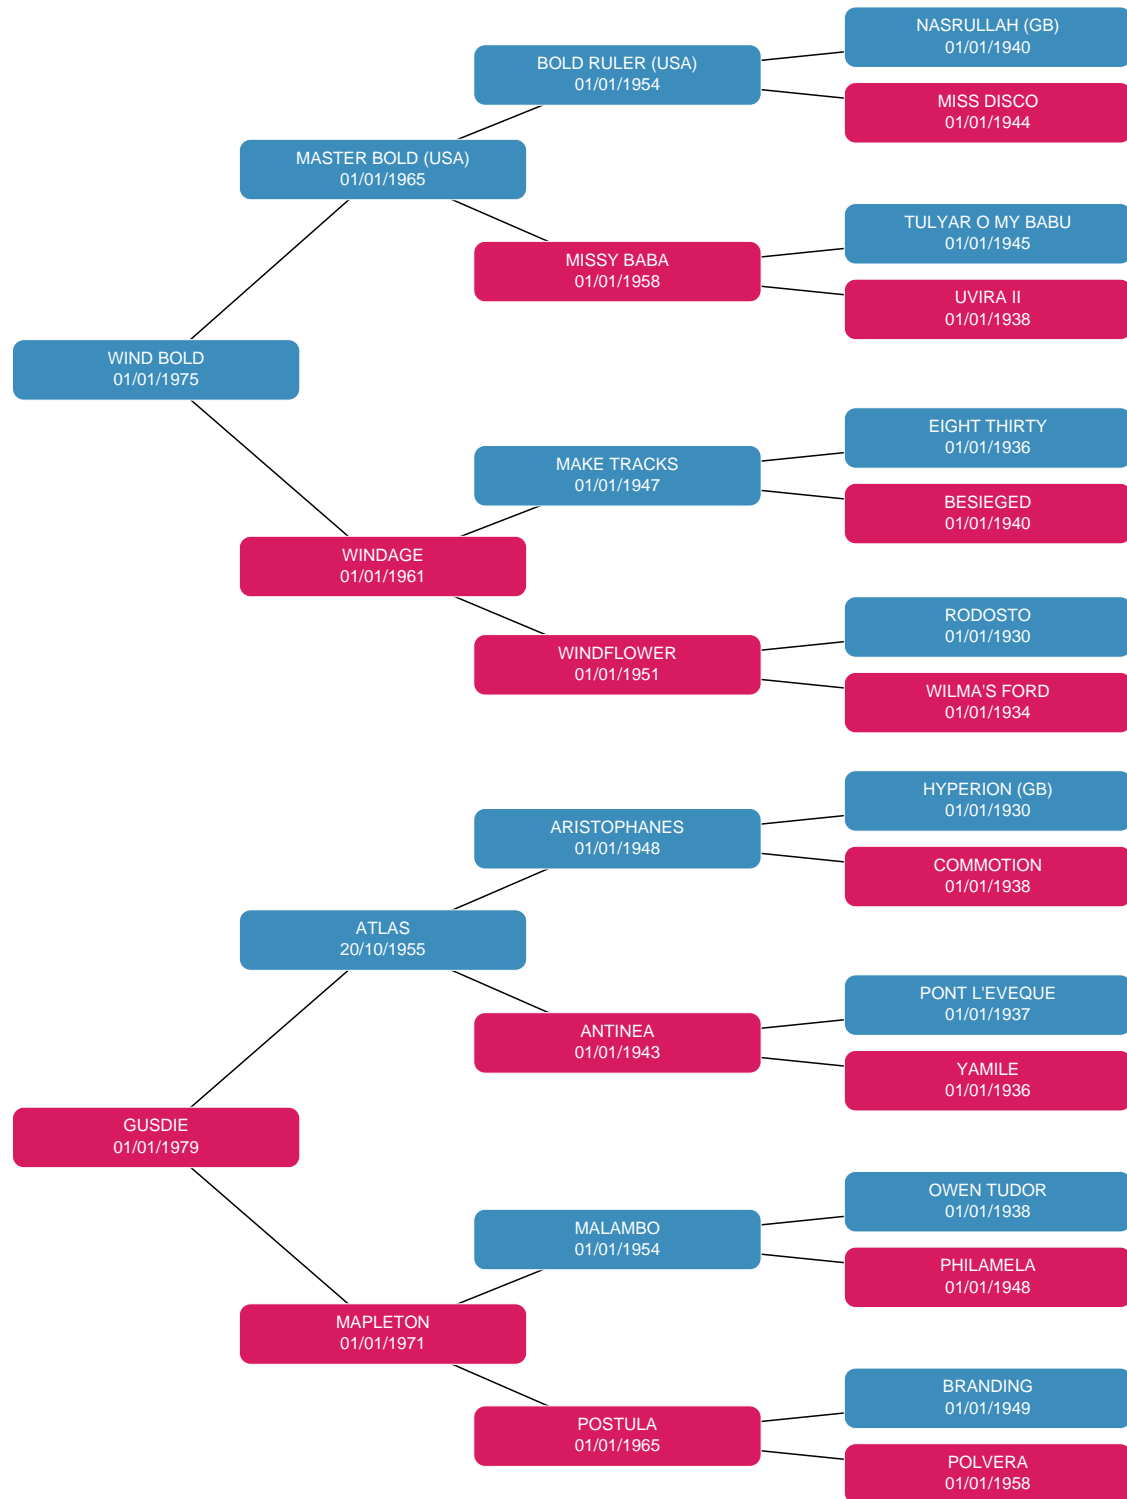 NASRULLAH (GB)
01/01/1940
BOLD RULER (USA)
01/01/1954
MISS DISCO
01/01/1944
MASTER BOLD (USA)
01/01/1965
TULYAR O MY BABU
01/01/1945
MISSY BABA
01/01/1958
UVIRA II
01/01/1938
WIND BOLD
01/01/1975
EIGHT THIRTY
01/01/1936
MAKE TRACKS
01/01/1947
BESIEGED
01/01/1940
WINDAGE
01/01/1961
RODOSTO
01/01/1930
WINDFLOWER
01/01/1951
WILMA'S FORD
01/01/1934
HYPERION (GB)
01/01/1930
ARISTOPHANES
01/01/1948
COMMOTION
01/01/1938
ATLAS
20/10/1955
PONT L'EVEQUE
01/01/1937
ANTINEA
01/01/1943
YAMILE
01/01/1936
GUSDIE
01/01/1979
OWEN TUDOR
01/01/1938
MALAMBO
01/01/1954
PHILAMELA
01/01/1948
MAPLETON
01/01/1971
BRANDING
01/01/1949
POSTULA
01/01/1965
POLVERA
01/01/1958